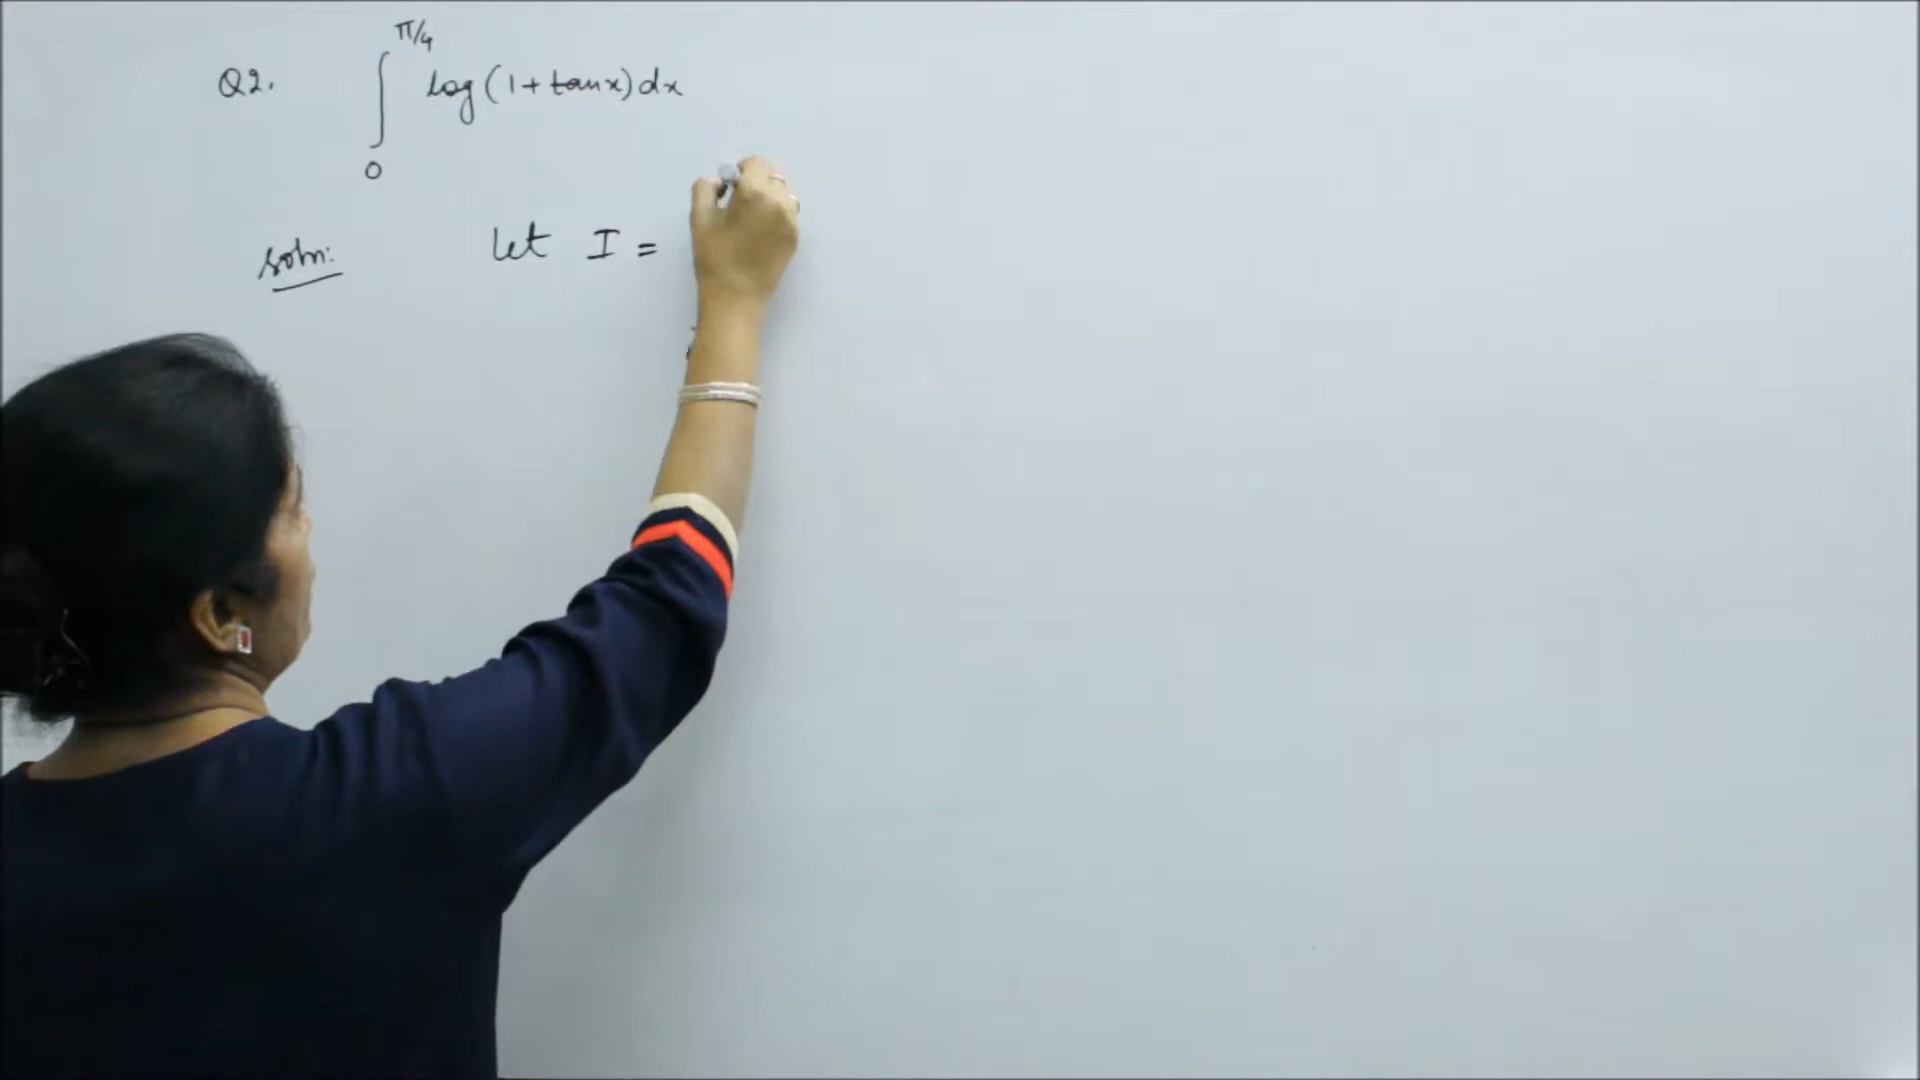 Q2. ∫₀^π/4 log(1+tanx)dx
soln: let I =